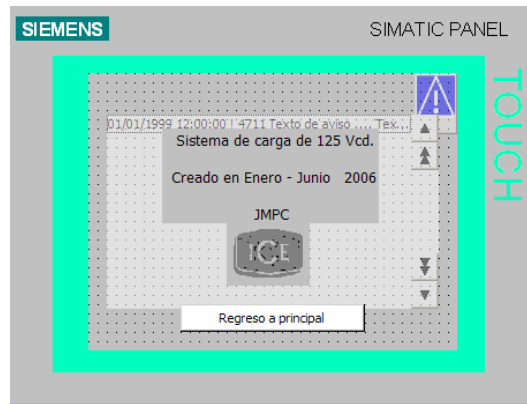 SIEMENS
SIMATIC PANEL
TOUCH
01/01/1999 12:00:00 ! 4711 Texto de aviso .... Tex...
Sistema de carga de 125 Vcd.
Creado en Enero - Junio 2006
JMPC
ICE
Regreso a principal